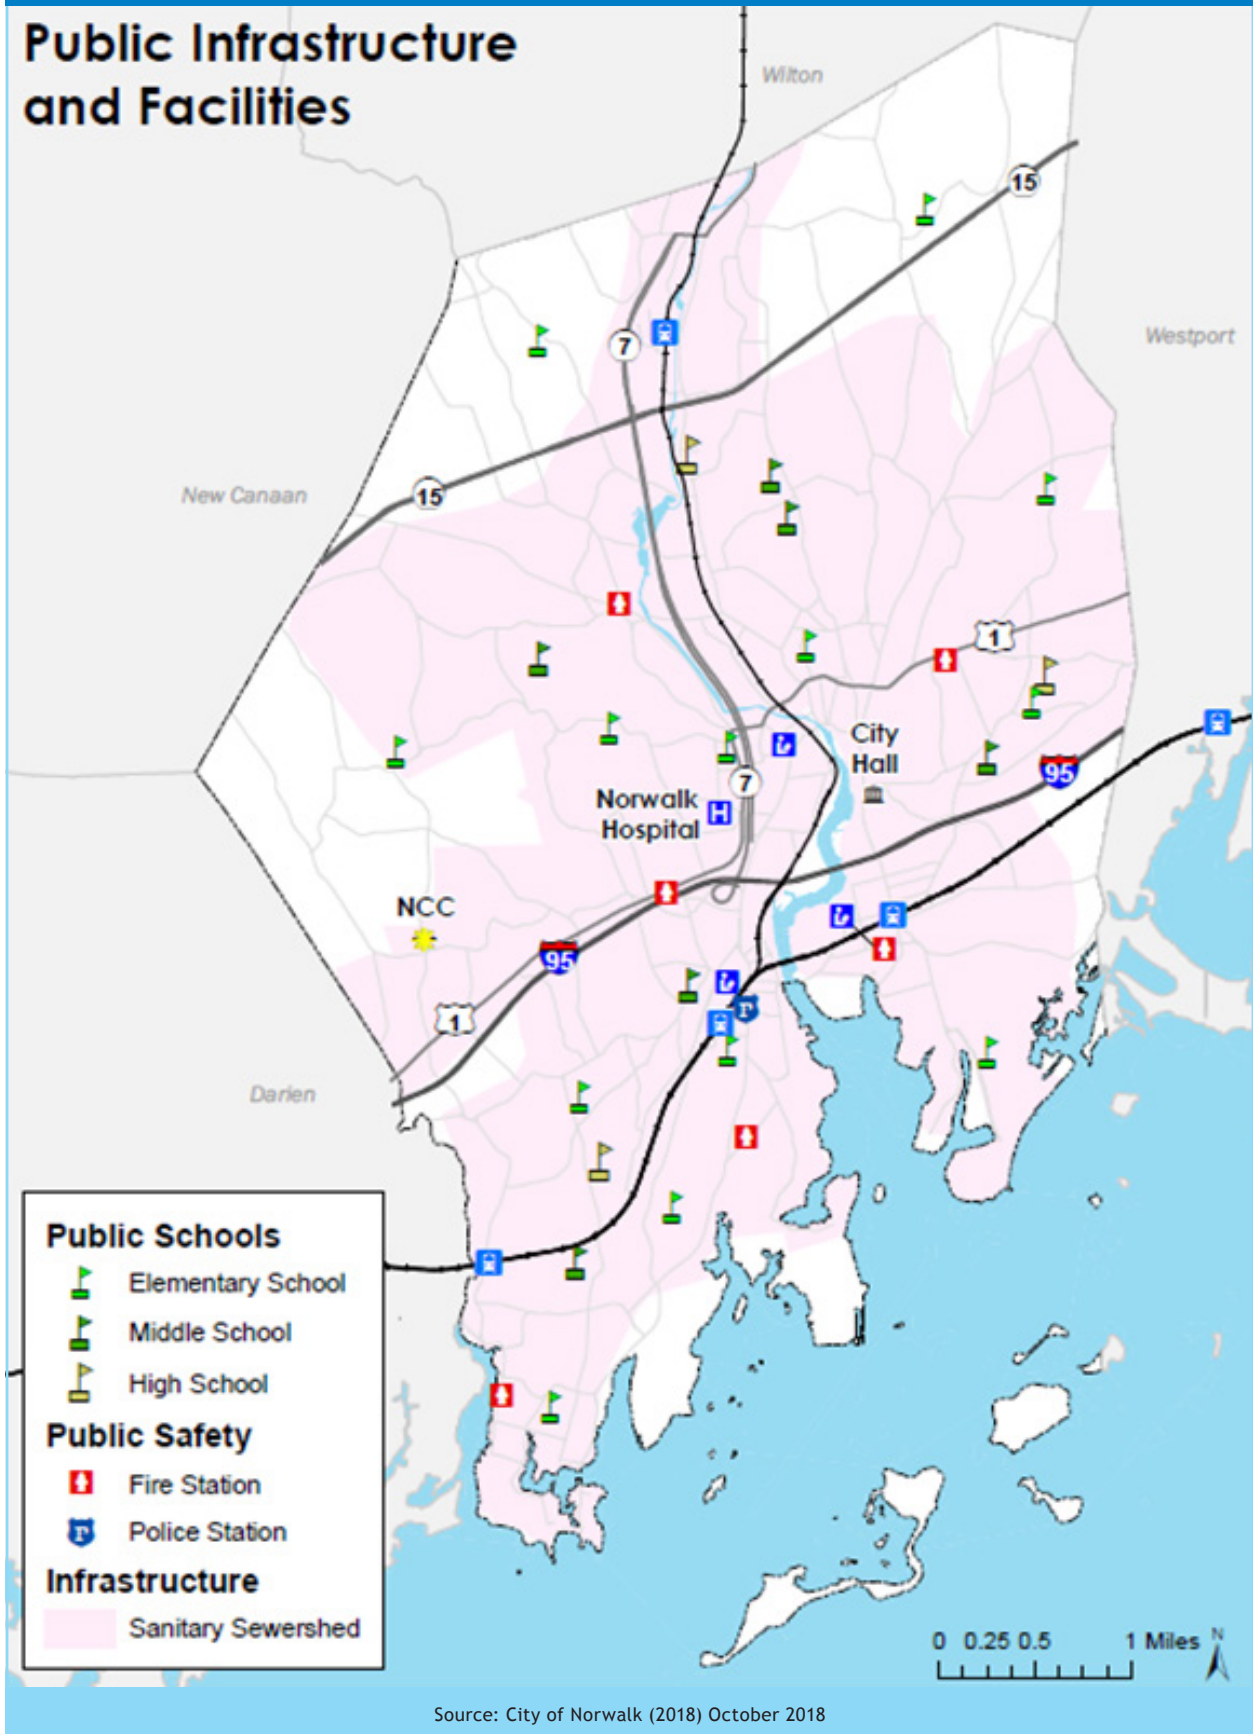 Public Infrastructure
and Facilities
Wilton
15
Westport
7
New Canaan
15
1
City
Hall
7
95
Norwalk
Hospital
H
NCC
95
1
Darien
Public Schools
Elementary School
Middle School
High School
Public Safety
Fire Station
Police Station
Infrastructure
Sanitary Sewershed
0 0.25 0.5 1 Miles
N
Source: City of Norwalk (2018) October 2018